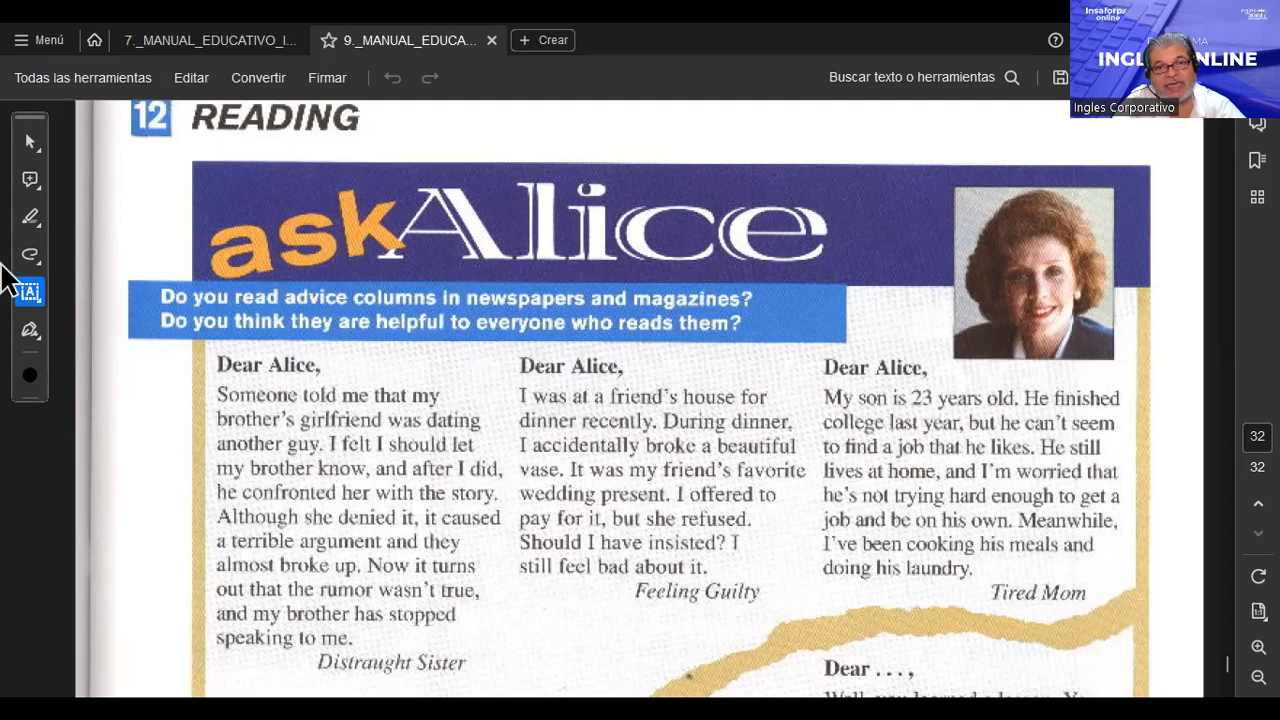 Menú
7._MANUAL_EDUCATIVO_I...
9._MANUAL_EDUCA...
Crear
Insaforp
online
INGL
NLINE
Ingles Corporativo
Todas las herramientas
Editar
Convertir
Firmar
Buscar texto o herramientas
12 READING
ask Alice
Do you read advice columns in newspapers and magazines?
Do you think they are helpful to everyone who reads them?
Dear Alice,
Someone told me that my
brother's girlfriend was dating
another guy. I felt I should let
my brother know, and after I did,
he confronted her with the story.
Although she denied it, it caused
a terrible argument and they
almost broke up. Now it turns
out that the rumor wasn't true,
and my brother has stopped
speaking to me.
Distraught Sister
Dear Alice,
I was at a friend's house for
dinner recently. During dinner,
I accidentally broke a beautiful
vase. It was my friend's favorite
wedding present. I offered to
pay for it, but she refused.
Should I have insisted? I
still feel bad about it.
Feeling Guilty
Dear Alice,
My son is 23 years old. He finished
college last year, but he can't seem
to find a job that he likes. He still
lives at home, and I'm worried that
he's not trying hard enough to get a
job and be on his own. Meanwhile,
I've been cooking his meals and
doing his laundry.
Tired Mom
Dear . . . ,
32
32